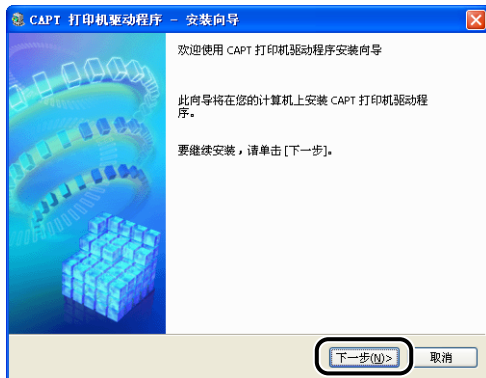 CAPT 打印机驱动程序 - 安装向导
欢迎使用 CAPT 打印机驱动程序安装向导
此向导将在您的计算机上安装 CAPT 打印机驱动程
序。
要继续安装，请单击 [下一步]。
下一步(N)>
取消